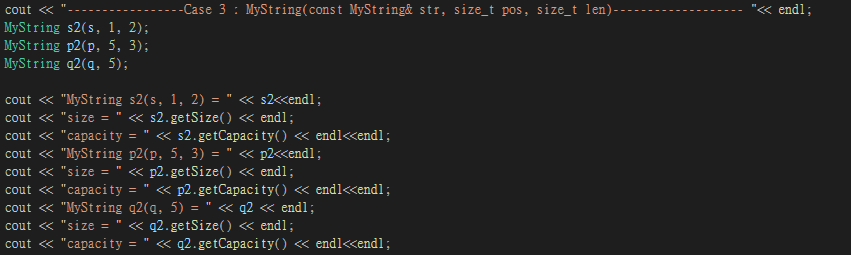 cout << "-----------------Case 3 : MyString(const MyString& str, size_t pos, size_t len)------------------- "<< endl;
MyString s2(s, 1, 2);
MyString p2(p, 5, 3);
MyString q2(q, 5);
cout << "MyString s2(s, 1, 2) = " << s2<<endl;
cout << "size = " << s2.getSize() << endl;
cout << "capacity = " << s2.getCapacity() << endl<<endl;
cout << "MyString p2(p, 5, 3) = " << p2<<endl;
cout << "size = " << p2.getSize() << endl;
cout << "capacity = " << p2.getCapacity() << endl<<endl;
cout << "MyString q2(q, 5) = " << q2 << endl;
cout << "size = " << q2.getSize() << endl;
cout << "capacity = " << q2.getCapacity() << endl<<endl;